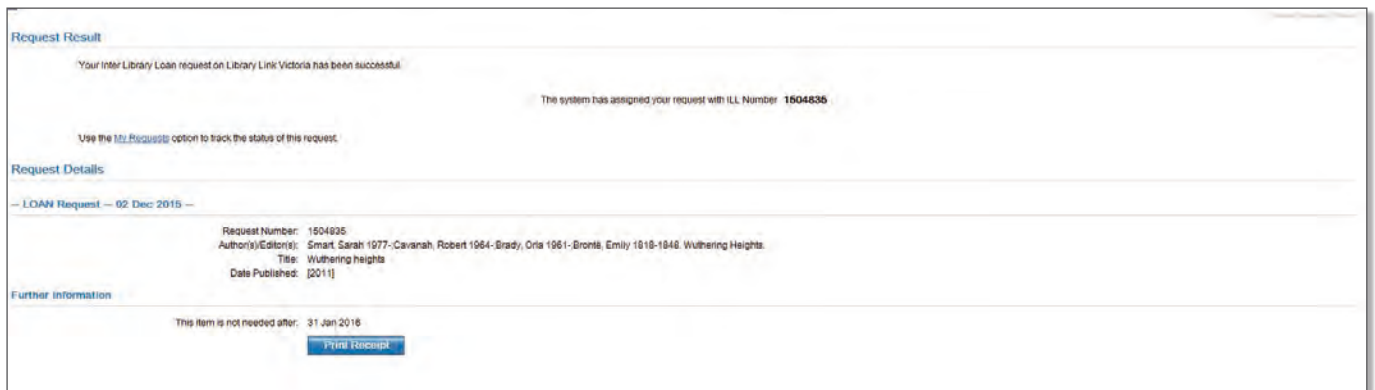 Request Result
Your Inter Library Loan request on Library Link Victoria has been successful.
The system has assigned your request with ILL Number 1504835
Use the My Requests option to track the status of this request.
Request Details
-- LOAN Request -- 02 Dec 2015 --
Request Number: 1504835
Author(s)/Editor(s): Smart, Sarah 1977-;Cavanah, Robert 1964-;Brady, Orla 1961-;Brontë, Emily 1818-1848. Wuthering Heights.
Title: Wuthering heights
Date Published: [2011]
Further Information
This item is not needed after: 31 Jan 2016
Print Receipt